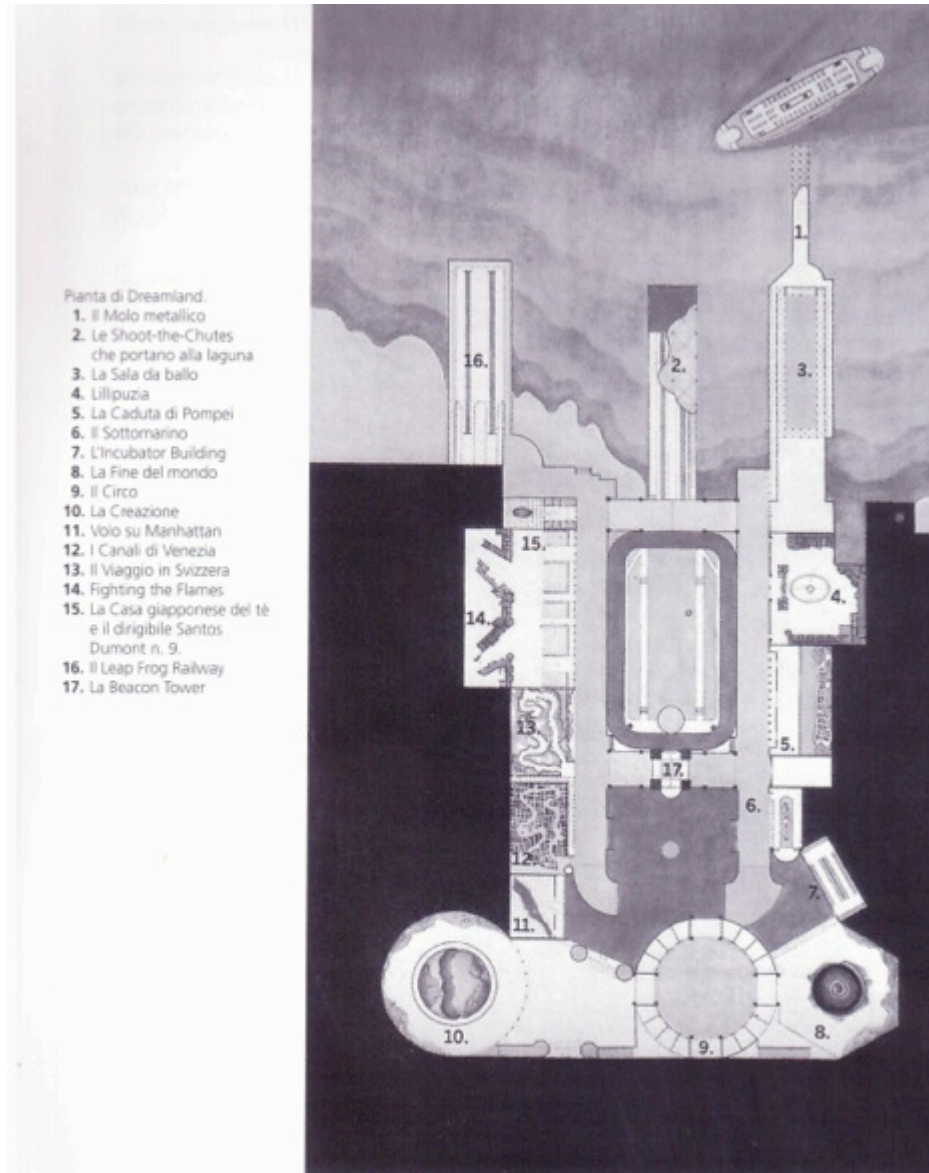 Pianta di Dreamland.
1. Il Molo metallico
2. Le Shoot-the-Chutes
che portano alla laguna
3. La Sala da ballo
4. Lillipuzia
5. La Caduta di Pompei
6. Il Sottomarino
7. L'Incubator Building
8. La Fine del mondo
9. Il Circo
10. La Creazione
11. Volo su Manhattan
12. I Canali di Venezia
13. Il Viaggio in Svizzera
14. Fighting the Flames
15. La Casa giapponese del tè
e il dirigibile Santos
Dumont n. 9.
16. Il Leap Frog Railway
17. La Beacon Tower
1.
16.
2.
3.
15.
4.
14.
13.
5.
17.
6.
12.
7.
11.
10.
8.
9.